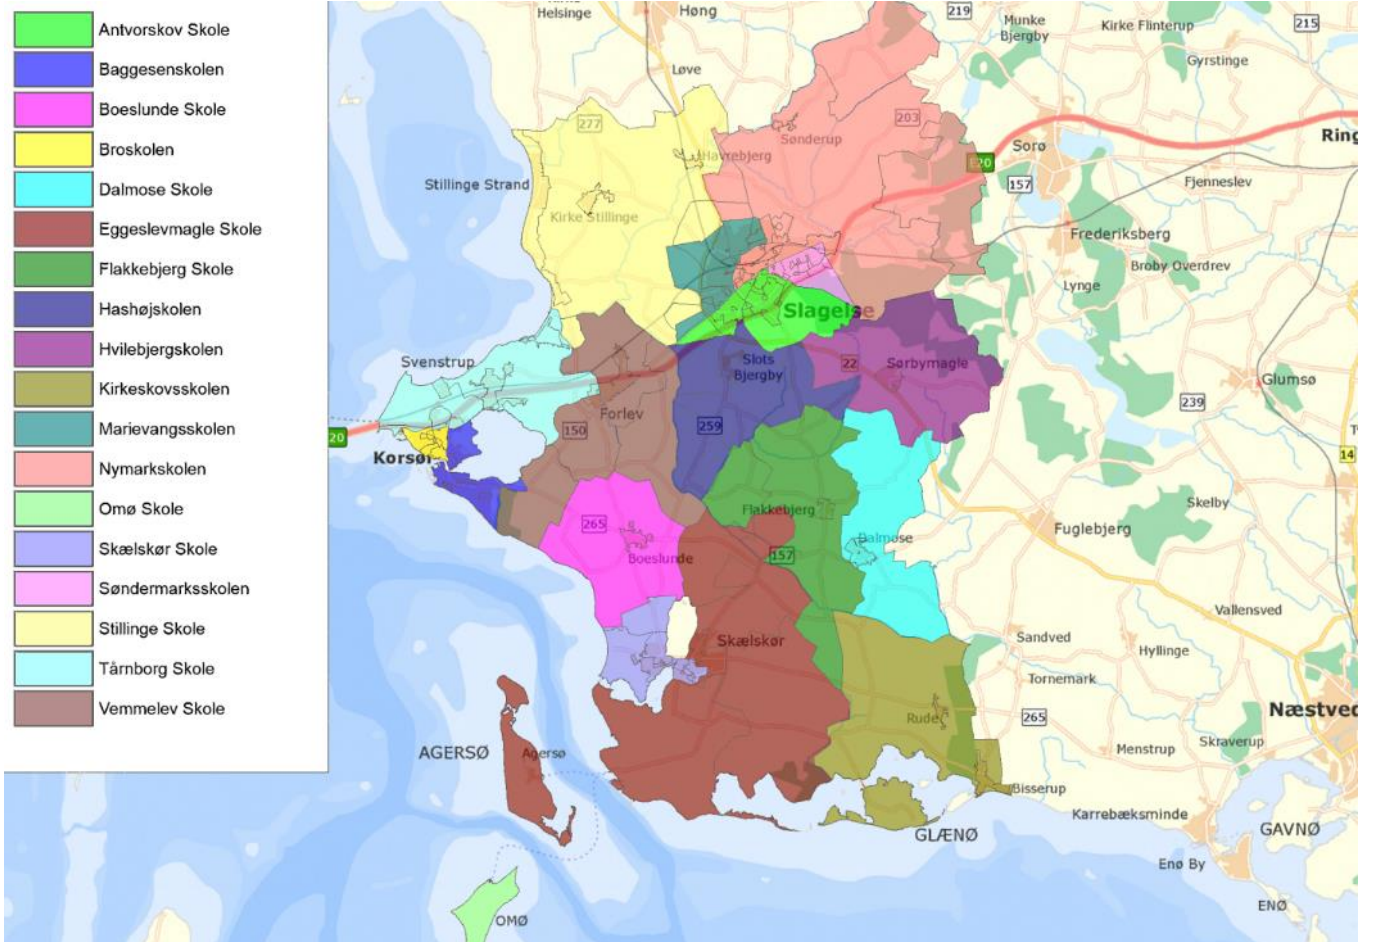 Antvorskov Skole
Baggesenskolen
Boeslunde Skole
Broskolen
Dalmose Skole
Eggeslevmagle Skole
Flakkebjerg Skole
Hashøjskolen
Hvilebjergskolen
Kirkeskovsskolen
Marievangsskolen
Nymarkskolen
Omø Skole
Skælskør Skole
Søndermarksskolen
Stillinge Skole
Tårnborg Skole
Vemmelev Skole
Helsinge
Høng
219
Munke
Bjergby
Kirke Flinterup
215
Gyrstinge
Løve
277
203
Sønderup
Havrebjerg
Sorø
Ring
E20
157
Fjenneslev
Stillinge Strand
Kirke Stillinge
Frederiksberg
Broby Overdrev
Lynge
Slagelse
Svenstrup
Slots
Bjergby
22
Sørbymagle
Glumsø
239
Forlev
150
259
20
Korsør
14
Skelby
Flakkebjerg
265
Fuglebjerg
Dalmose
157
Boeslunde
Vallensved
Sandved
Hyllinge
Skælskør
Tornemark
Rude
265
Næstved
Skraverup
Menstrup
AGERSØ
Agersø
Bisserup
Karrebæksminde
GAVNØ
GLÆNØ
Enø By
ENØ
OMØ